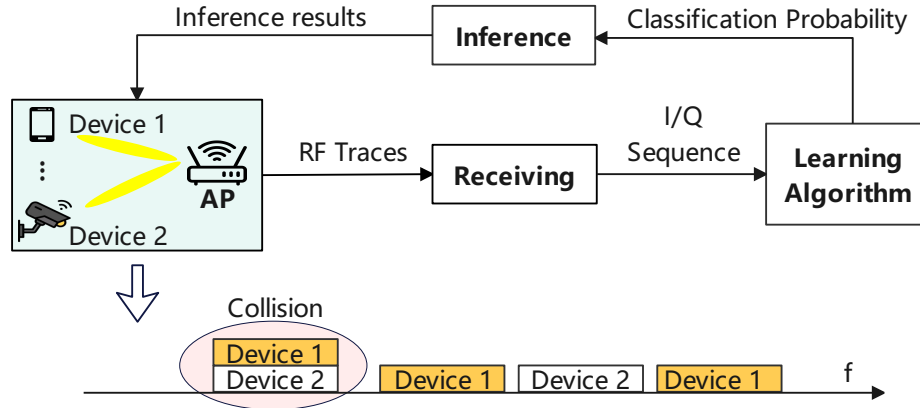 Inference results
Inference
Classification Probability
Device 1
AP
Device 2
RF Traces
Receiving
I/Q
Sequence
Learning
Algorithm
Collision
Device 1
Device 2
Device 1
Device 2
Device 1
f